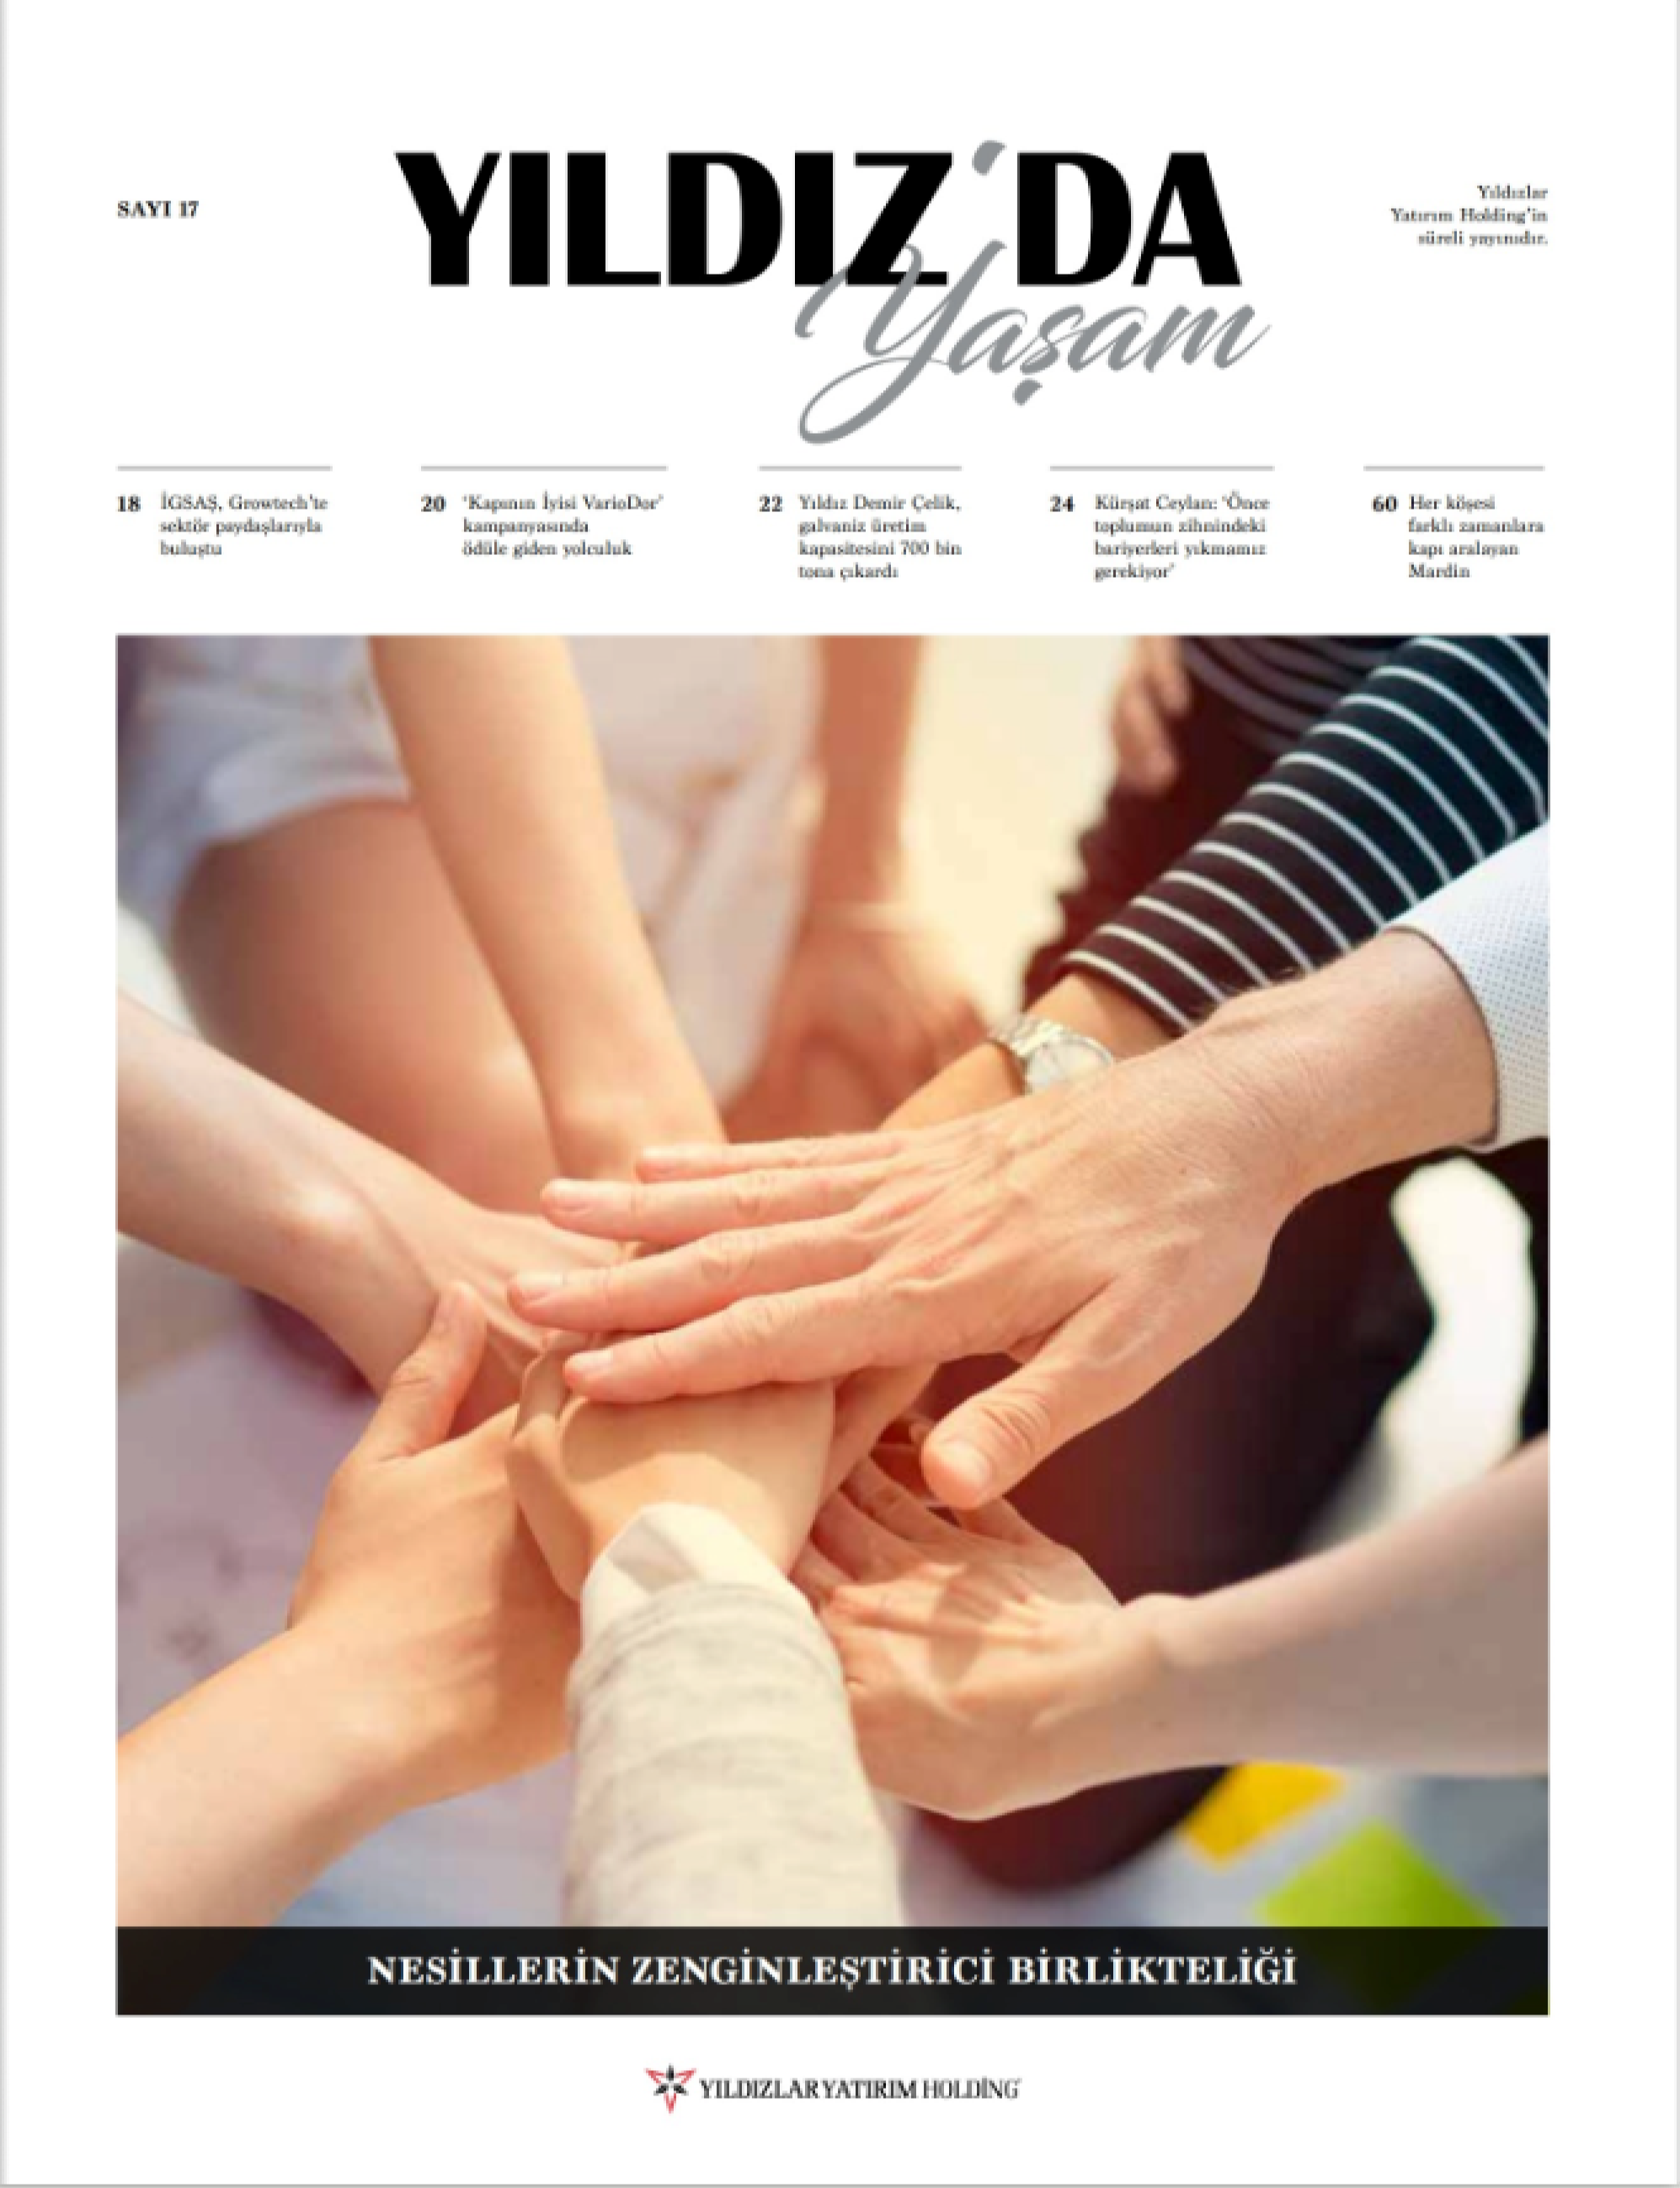 SAYI 17
YILDIZ'DA
Yaşam
Yıldızlar
Yatırım Holding'in
süreli yayınıdır.
18 İGSAŞ, Growtech'te
sektör paydaşlarıyla
buluştu
20 'Kapının İyisi VarioDor'
kampanyasında
ödüle giden yolculuk
22 Yıldız Demir Çelik,
galvaniz üretim
kapasitesini 700 bin
tona çıkardı
24 Kürşat Ceylan: 'Önce
toplumun zihnindeki
bariyerleri yıkmamız
gerekiyor'
60 Her köşesi
farklı zamanlara
kapı aralayan
Mardin
NESİLLERİN ZENGİNLEŞTİRİCİ BİRLİKTELİĞİ
YILDIZLAR YATIRIM HOLDİNG